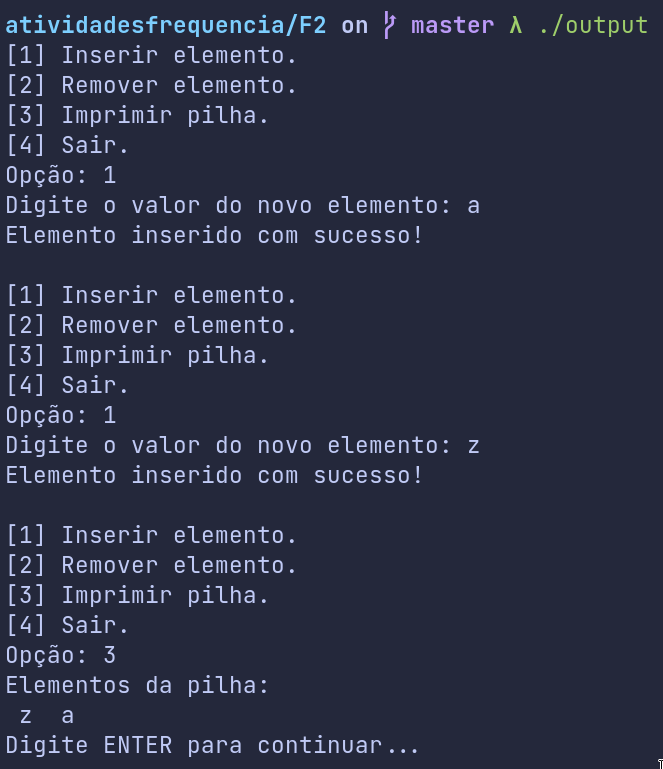 atividadesfrequencia/F2 on master λ ./output
[1] Inserir elemento.
[2] Remover elemento.
[3] Imprimir pilha.
[4] Sair.
Opção: 1
Digite o valor do novo elemento: a
Elemento inserido com sucesso!
[1] Inserir elemento.
[2] Remover elemento.
[3] Imprimir pilha.
[4] Sair.
Opção: 1
Digite o valor do novo elemento: z
Elemento inserido com sucesso!
[1] Inserir elemento.
[2] Remover elemento.
[3] Imprimir pilha.
[4] Sair.
Opção: 3
Elementos da pilha:
z a
Digite ENTER para continuar...